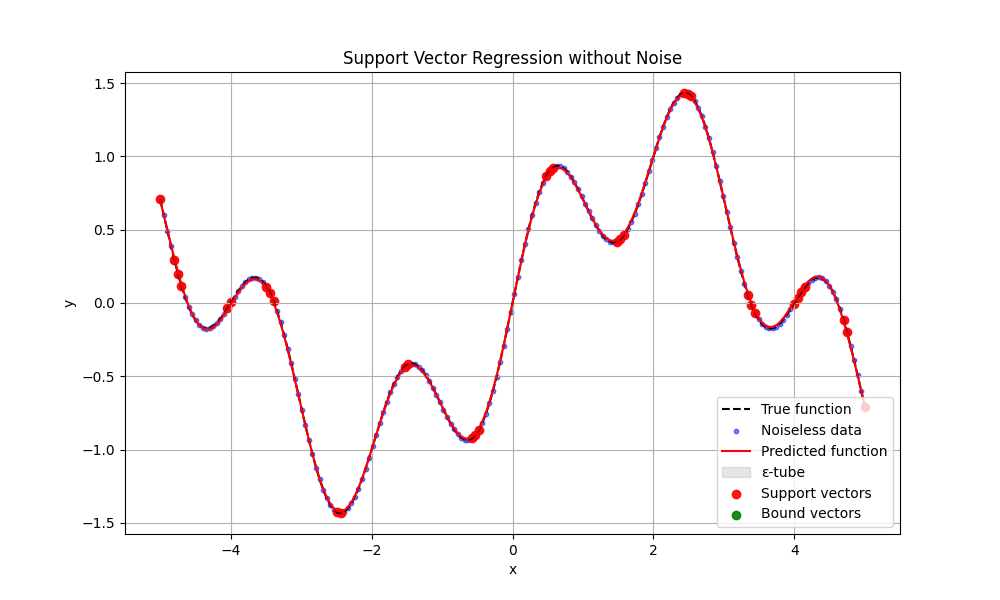 Support Vector Regression without Noise
y
1.5
1.0
0.5
0.0
−0.5
−1.0
−1.5
−4
−2
0
2
4
x
True function
Noiseless data
Predicted function
ε-tube
Support vectors
Bound vectors